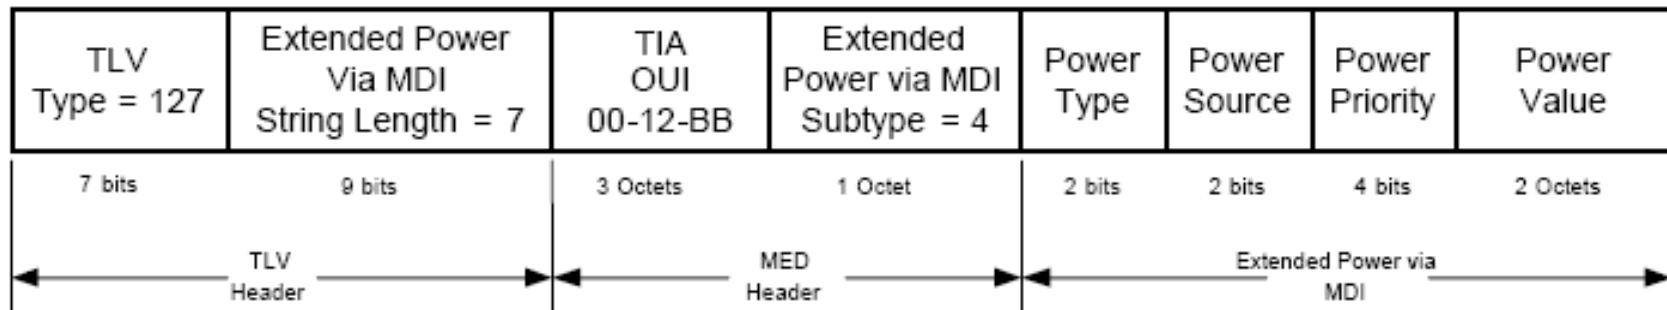 TLV
Type = 127
Extended Power
Via MDI
String Length = 7
TIA
OUI
00-12-BB
Extended
Power via MDI
Subtype = 4
Power
Type
Power
Source
Power
Priority
Power
Value
7 bits
9 bits
3 Octets
1 Octet
2 bits
2 bits
4 bits
2 Octets
TLV
Header
MED
Header
Extended Power via
MDI